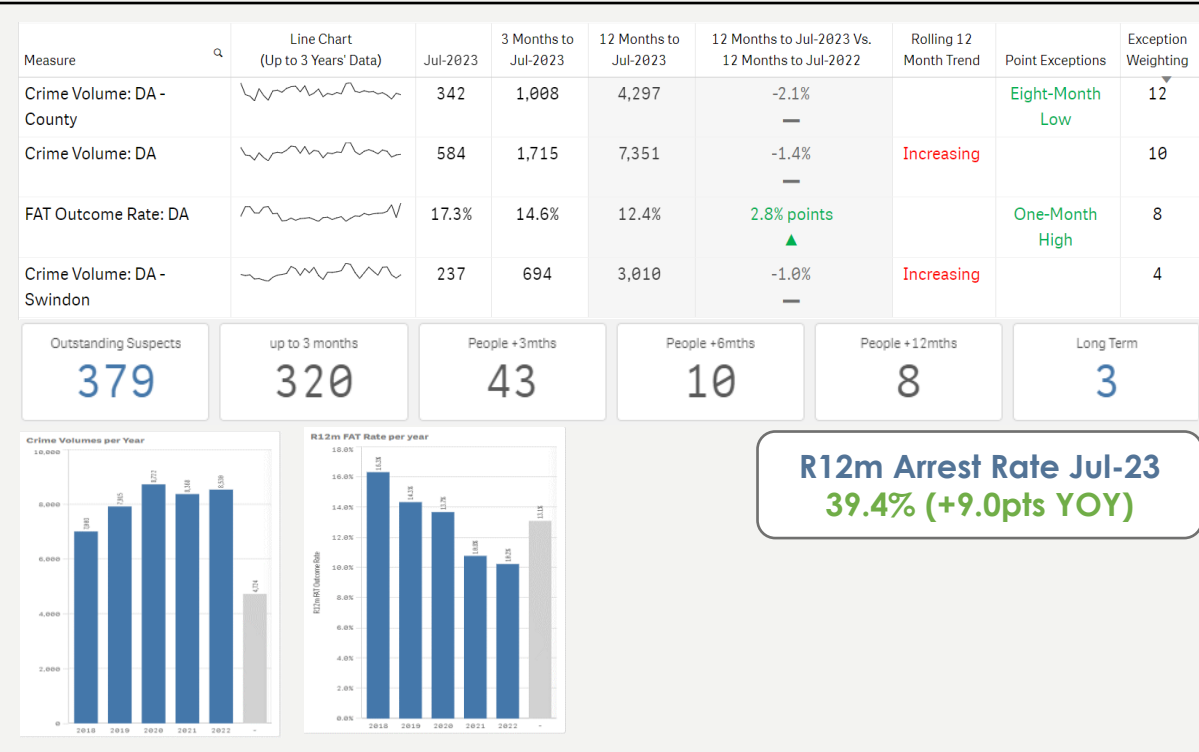 Measure
Line Chart
(Up to 3 Years' Data)
Jul-2023
3 Months to
Jul-2023
12 Months to
Jul-2023
12 Months to Jul-2023 Vs.
12 Months to Jul-2022
Rolling 12
Month Trend
Point Exceptions
Exception
Weighting
Crime Volume: DA -
County
342
1,008
4,297
-2.1%
Eight-Month
Low
12
Crime Volume: DA
584
1,715
7,351
-1.4%
Increasing
10
FAT Outcome Rate: DA
17.3%
14.6%
12.4%
2.8% points
One-Month
High
8
Crime Volume: DA -
Swindon
237
694
3,010
-1.0%
Increasing
4
Outstanding Suspects
379
up to 3 months
320
People +3mths
43
People +6mths
10
People +12mths
8
Long Term
3
Crime Volumes per Year
10,000
8,000
6,000
4,000
2,000
0
4,724
2018
2019
2020
2021
2022
-
R12m FAT Rate per year
R12m FAT Outcome Rate
18.0%
16.0%
14.0%
12.0%
10.0%
8.0%
6.0%
4.0%
2.0%
0.0%
13.1%
2018
2019
2020
2021
2022
-
R12m Arrest Rate Jul-23
39.4% (+9.0pts YOY)